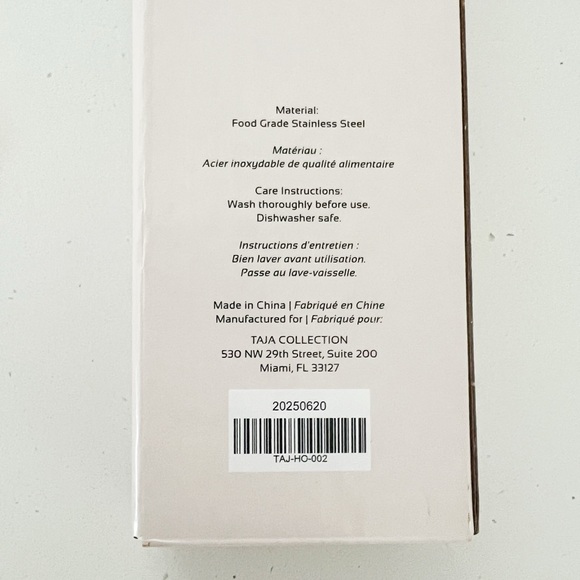 Material:
Food Grade Stainless Steel
Matériau :
Acier inoxydable de qualité alimentaire
Care Instructions:
Wash thoroughly before use.
Dishwasher safe.
Instructions d'entretien :
Bien laver avant utilisation.
Passe au lave-vaisselle.
Made in China | Fabriqué en Chine
Manufactured for | Fabriqué pour:
TAJA COLLECTION
530 NW 29th Street, Suite 200
Miami, FL 33127
20250620
TAJ-HO-002